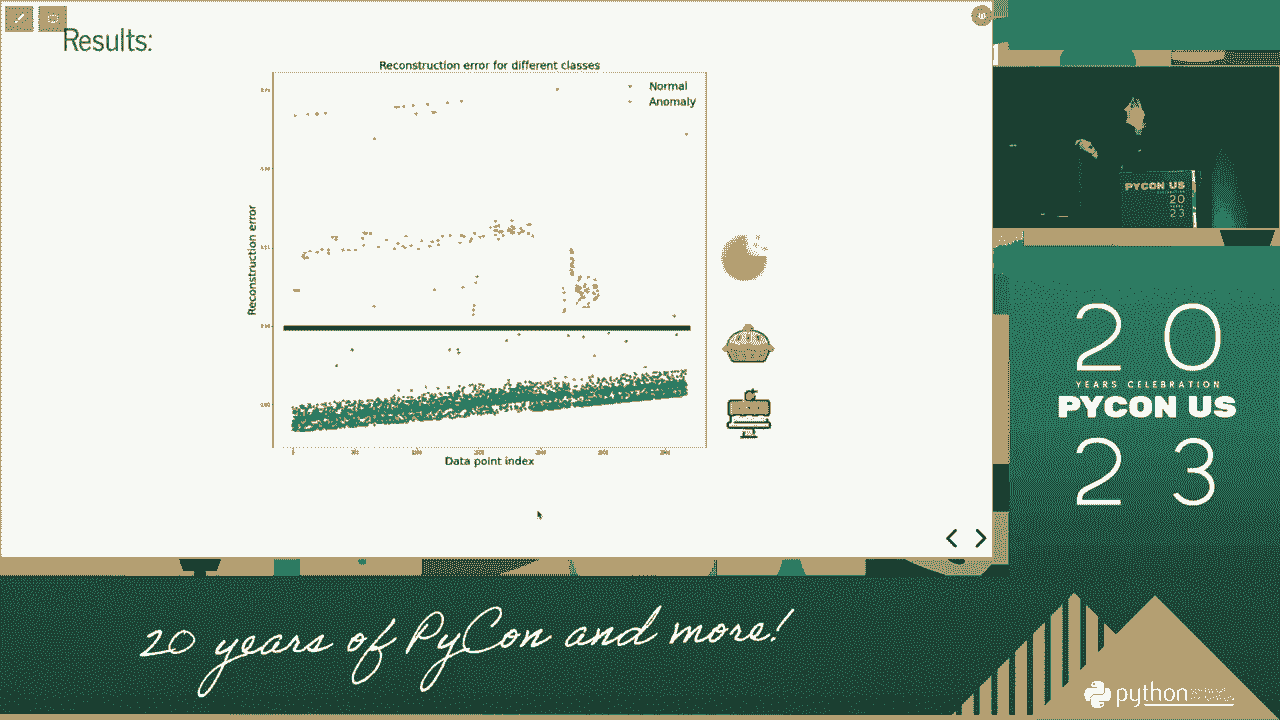 Results:
Reconstruction error for different classes
Normal
Anomaly
Reconstruction error
Data point index
PYCON US
20
23
20
YEARS CELEBRATION
PYCON US
23
20 years of PyCon and more!
python